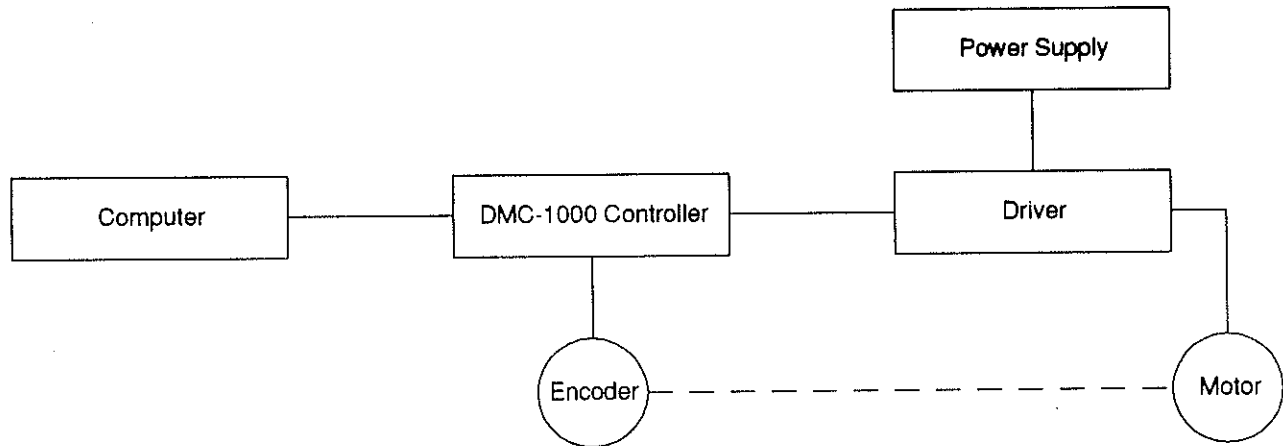 Power Supply
Computer
DMC-1000 Controller
Driver
Encoder
Motor